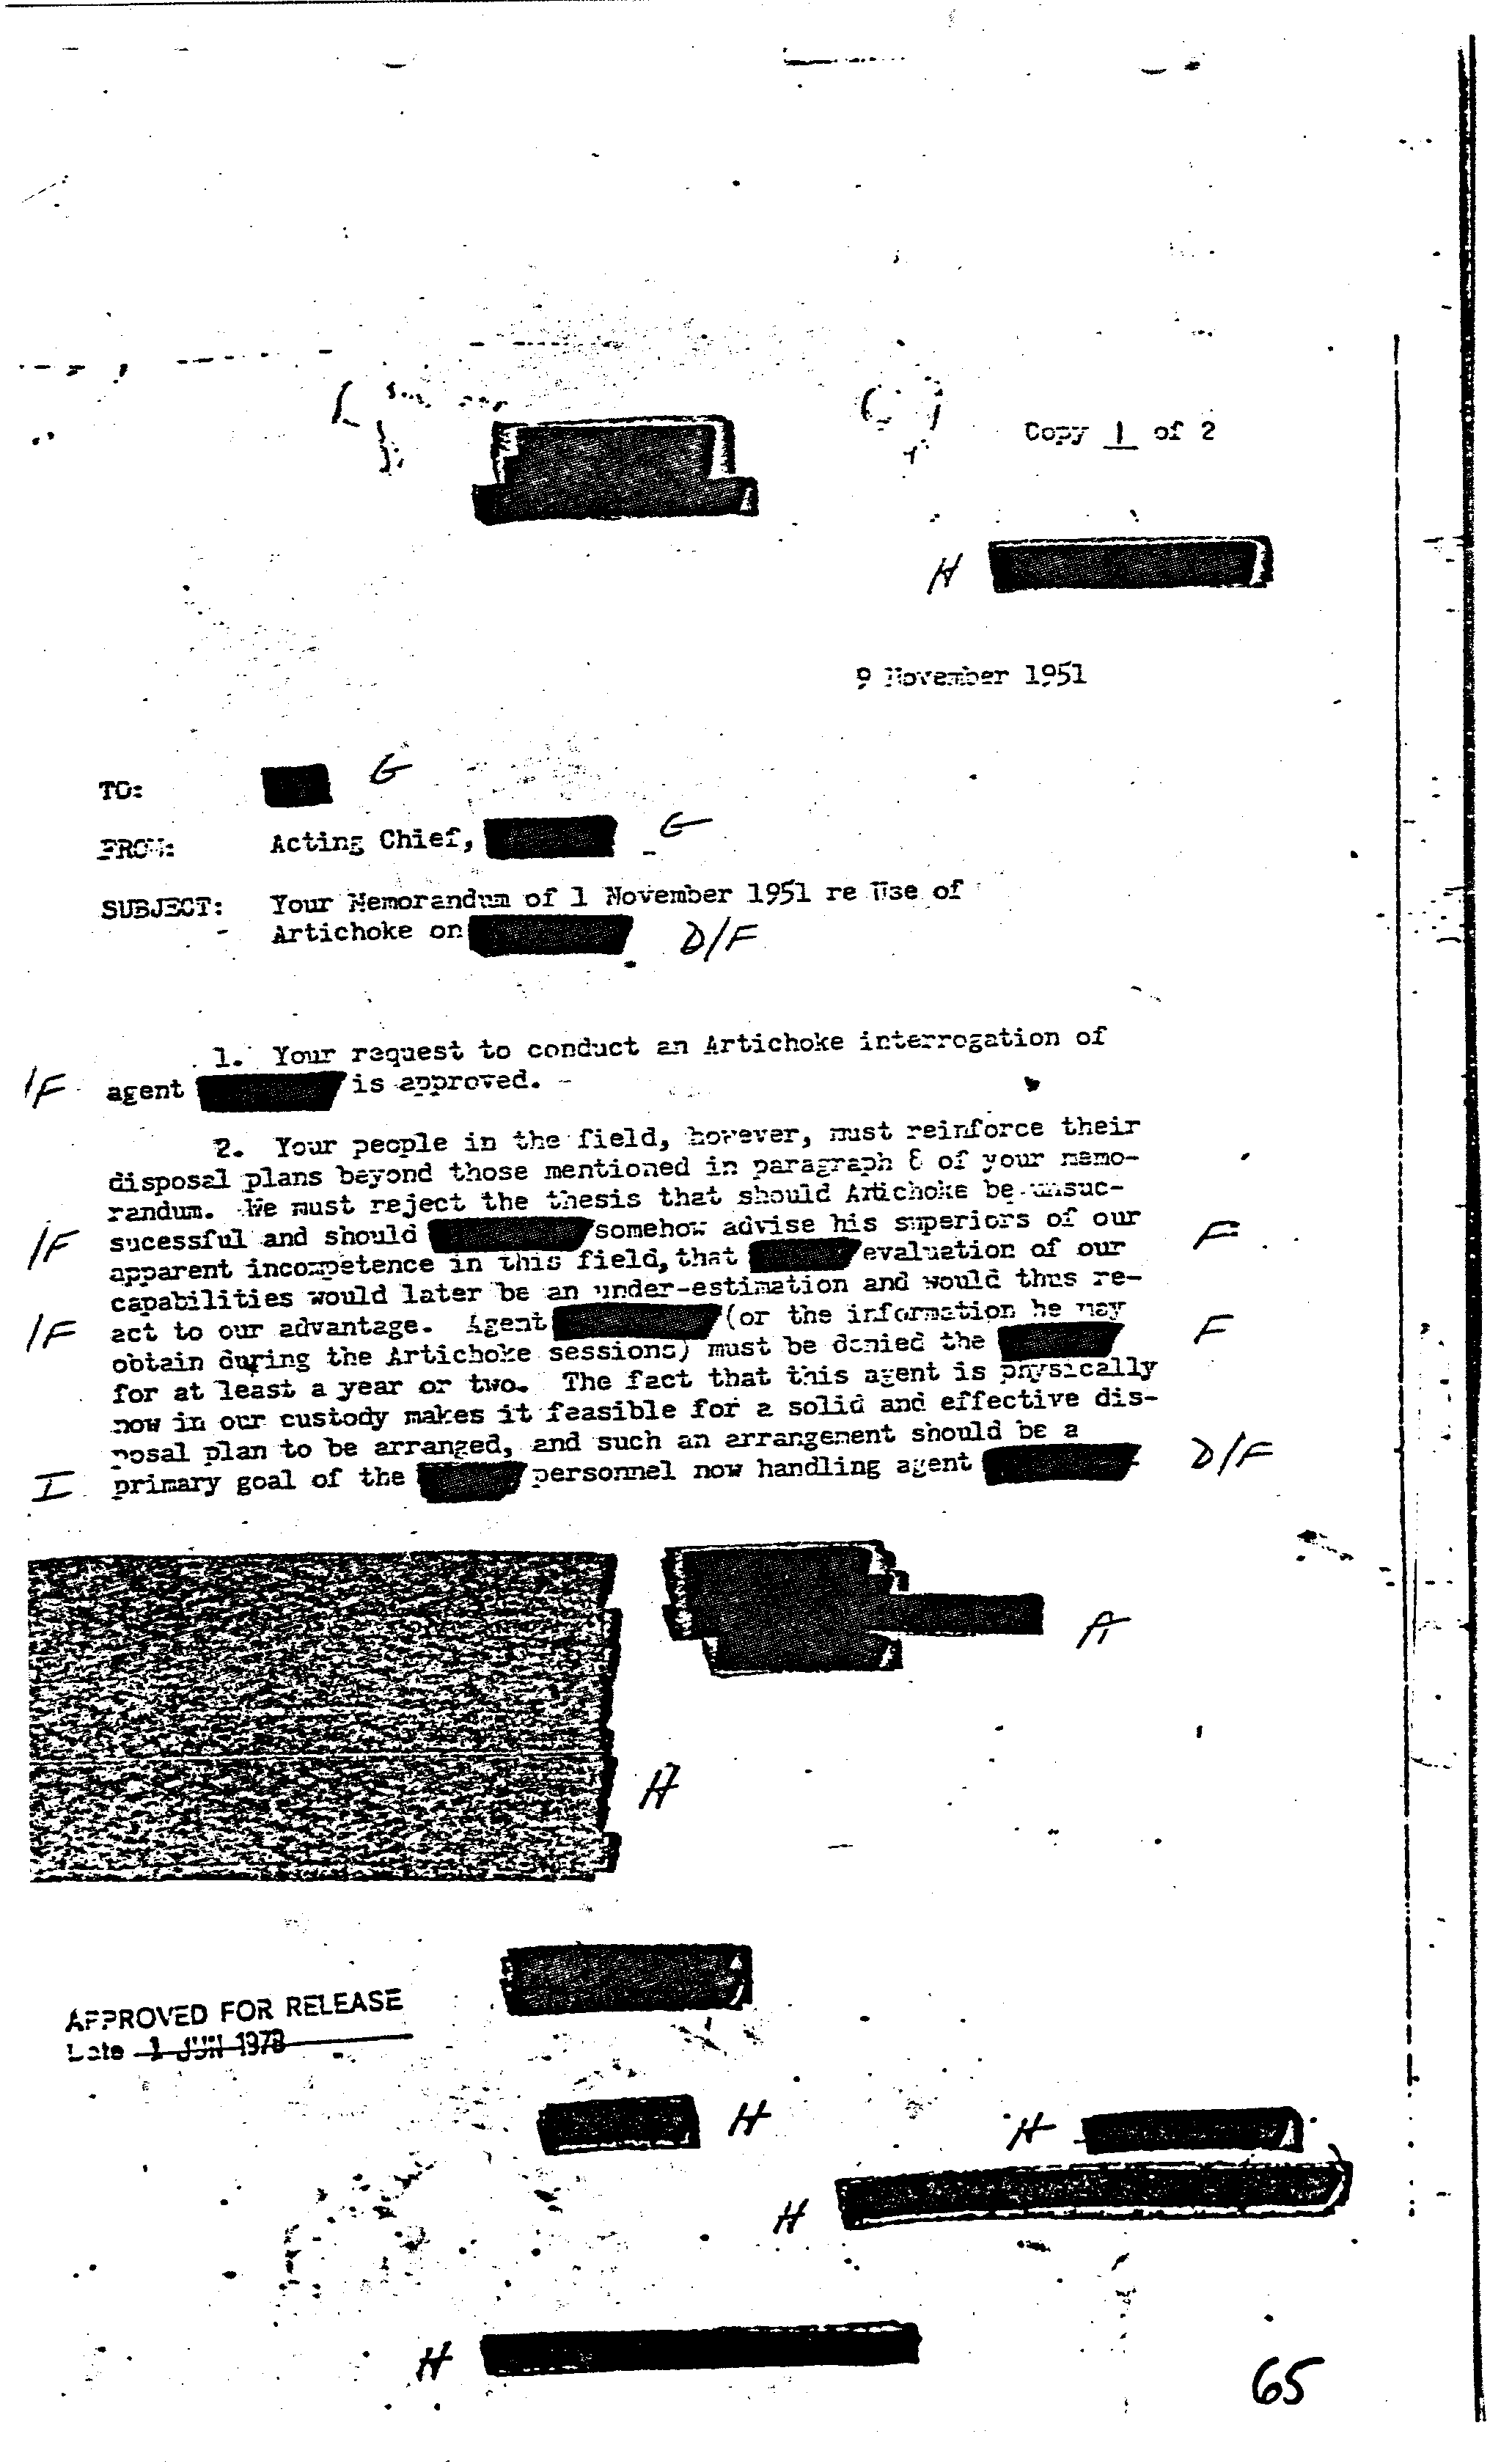 Copy 1 of 2
H
9 November 1951
TO: G
FROM: Acting Chief, G
SUBJECT: Your Memorandum of 1 November 1951 re Use of
Artichoke on D/F
1. Your request to conduct an Artichoke interrogation of
/F agent is approved.
2. Your people in the field, however, must reinforce their
disposal plans beyond those mentioned in paragraph 8 of your memo-
randum. We must reject the thesis that should Artichoke be unsuc-
/F sucessful and should somehow advise his superiors of our F
apparent incompetence in this field, that evaluation of our
capabilities would later be an under-estimation and would thus re-
/F act to our advantage. Agent (or the information he may F
obtain during the Artichoke sessions) must be denied the
for at least a year or two. The fact that this agent is physically
now in our custody makes it feasible for a solid and effective dis-
posal plan to be arranged, and such an arrangement should be a
I primary goal of the personnel now handling agent D/F
A
H
APPROVED FOR RELEASE
Date 1 JUN 1978
H
H
H
H
65